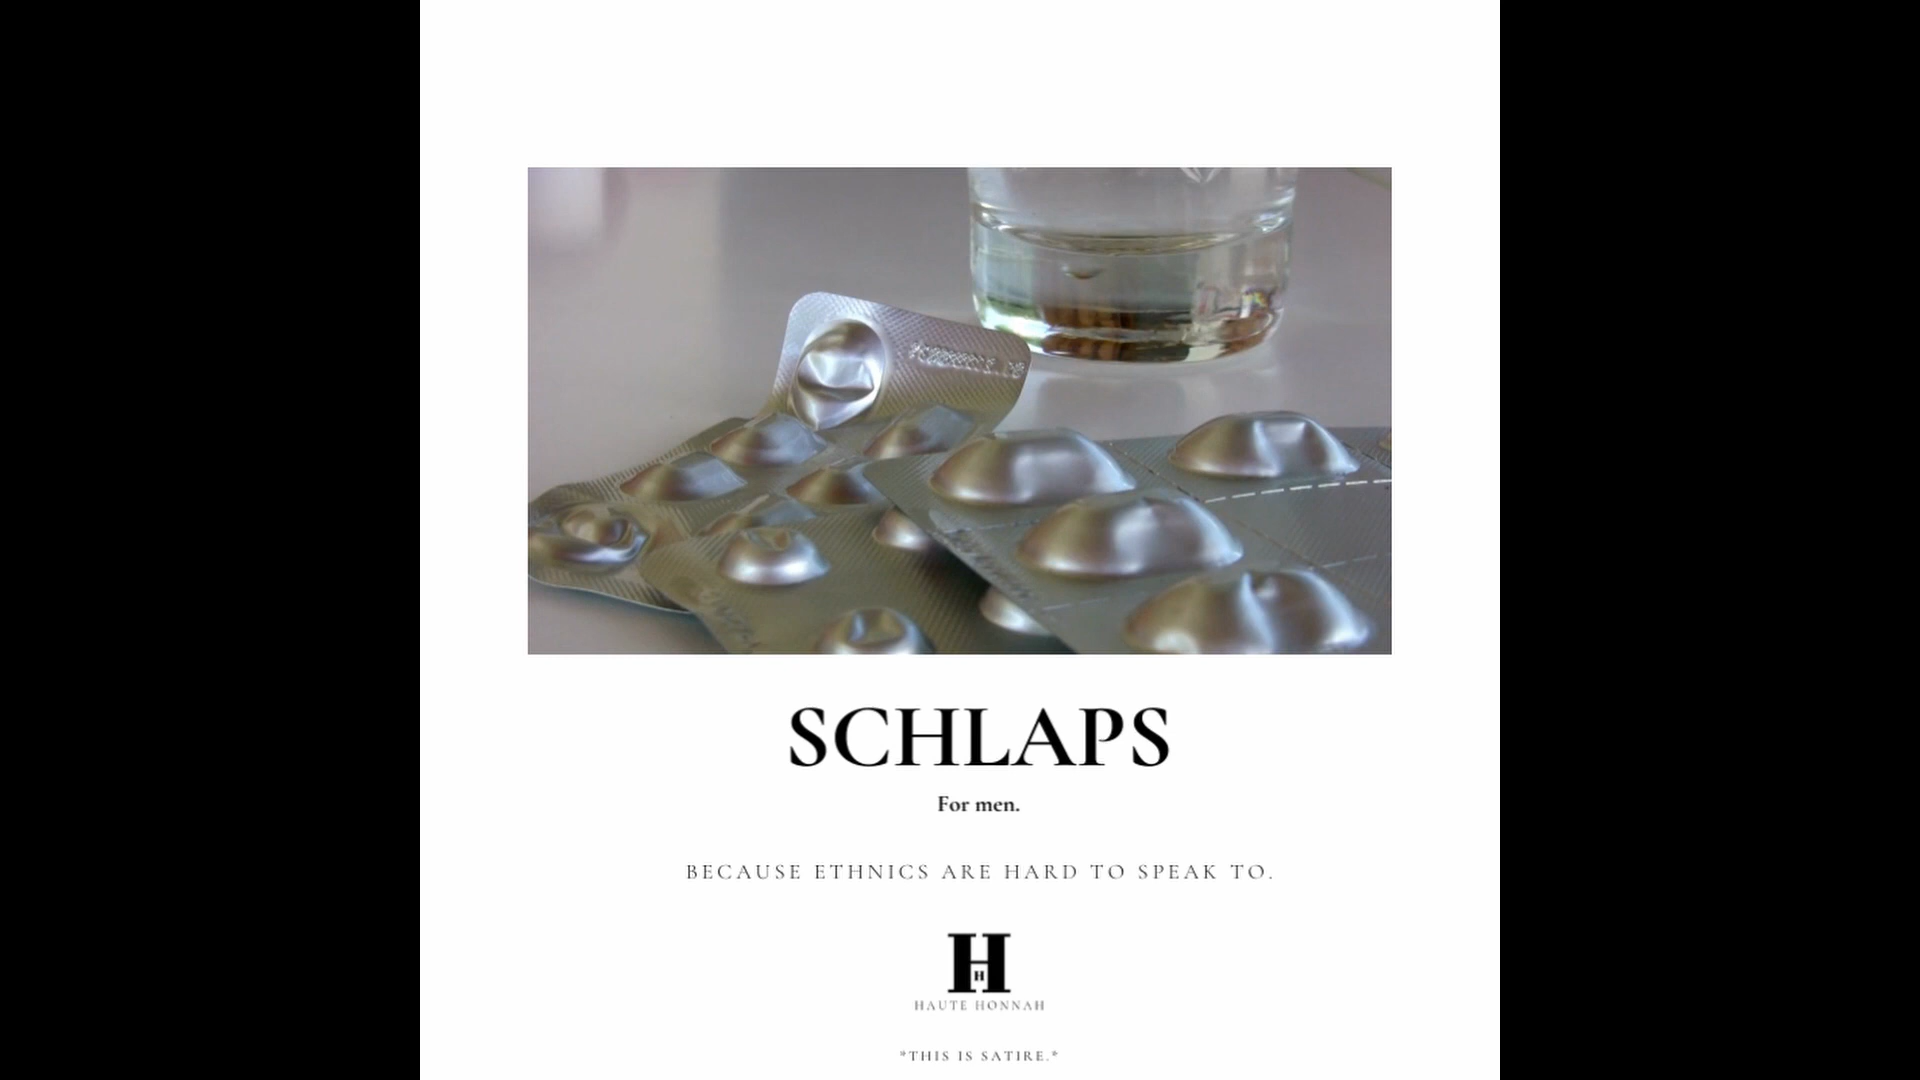 SCHLAPS
For men.
BECAUSE ETHNICS ARE HARD TO SPEAK TO.
H
H
HAUTE HONNAH
*THIS IS SATIRE.*